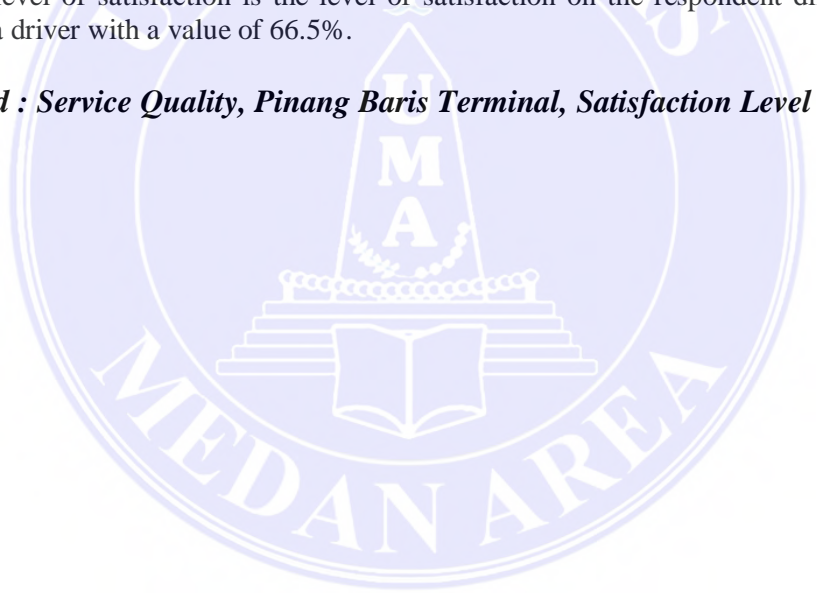 level of satisfaction is the level of satisfaction on the respondent
a driver with a value of 66.5%.
: Service Quality, Pinang Baris Terminal, Satisfaction Level
U
M
A
MEDAN AREA